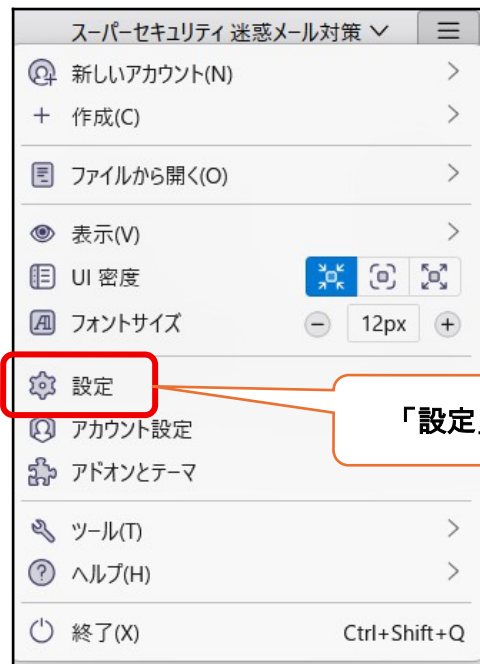 スーパーセキュリティ 迷惑メール対策
新しいアカウント(N)
作成(C)
ファイルから開く(O)
表示(V)
UI 密度
フォントサイズ 12px
設定
「設定」
アカウント設定
アドオンとテーマ
ツール(T)
ヘルプ(H)
終了(X) Ctrl+Shift+Q